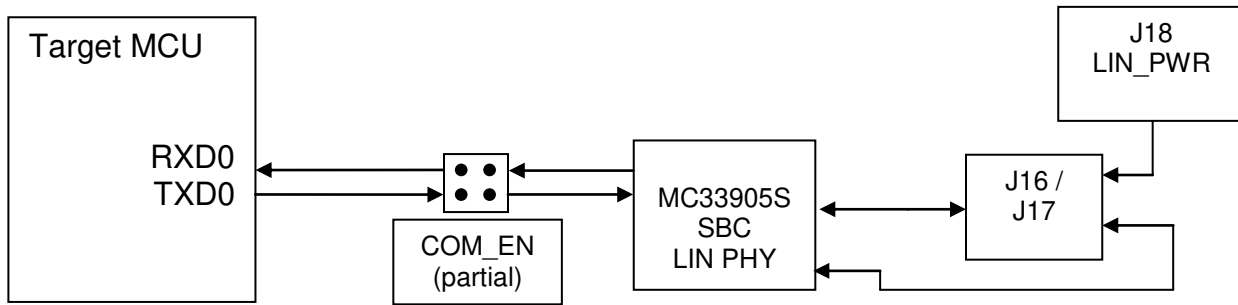 Target MCU
RXD0
TXD0
COM_EN
(partial)
MC33905S
SBC
LIN PHY
J16 /
J17
J18
LIN_PWR